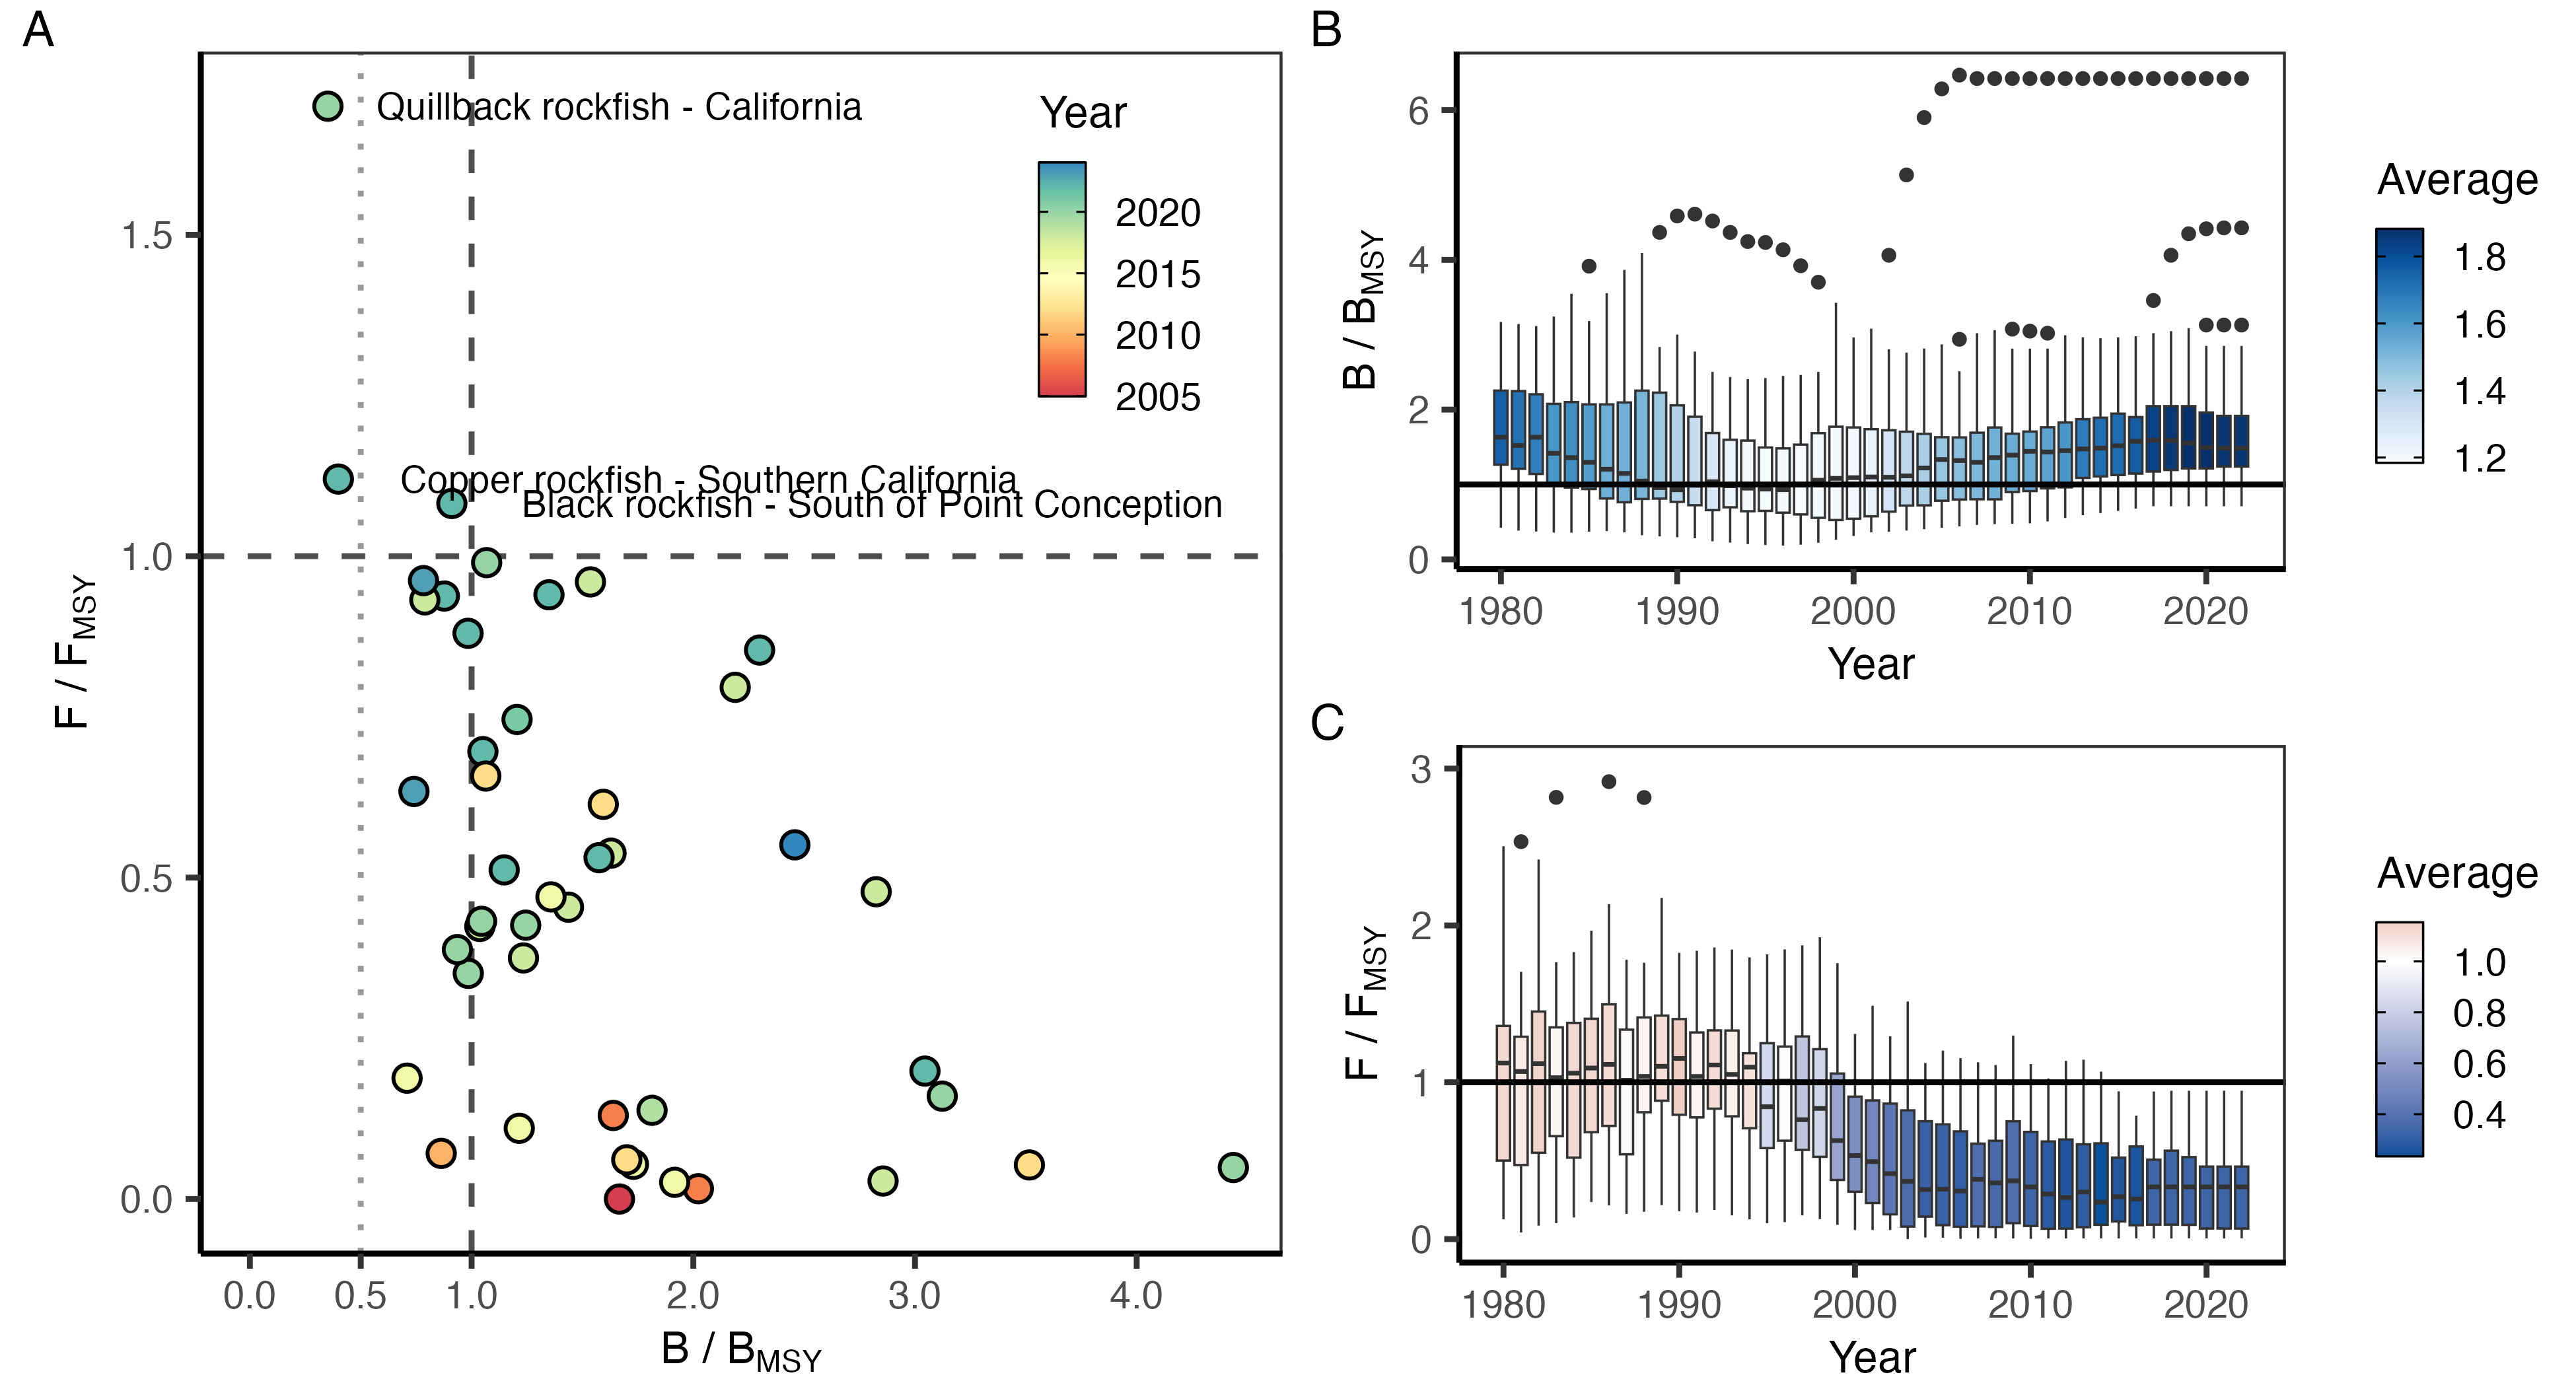 A
Quillback rockfish - California
Copper rockfish - Southern California
Black rockfish - South of Point Conception
Year
2020
2015
2010
2005
1.5
1.0
0.5
0.0
F / FMSY
0.0 0.5 1.0 2.0 3.0 4.0
B / BMSY
B
6
4
2
0
B / BMSY
1980 1990 2000 2010 2020
Year
Average
1.8
1.6
1.4
1.2
C
3
2
1
0
F / FMSY
1980 1990 2000 2010 2020
Year
Average
1.0
0.8
0.6
0.4